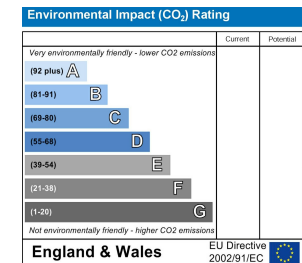 Environmental Impact (CO₂) Rating
Current Potential
Very environmentally friendly - lower CO2 emissions
(92 plus) A
(81-91) B
(69-80) C
(55-68) D
(39-54) E
(21-38) F
(1-20) G
Not environmentally friendly - higher CO2 emissions
England & Wales
EU Directive
2002/91/EC